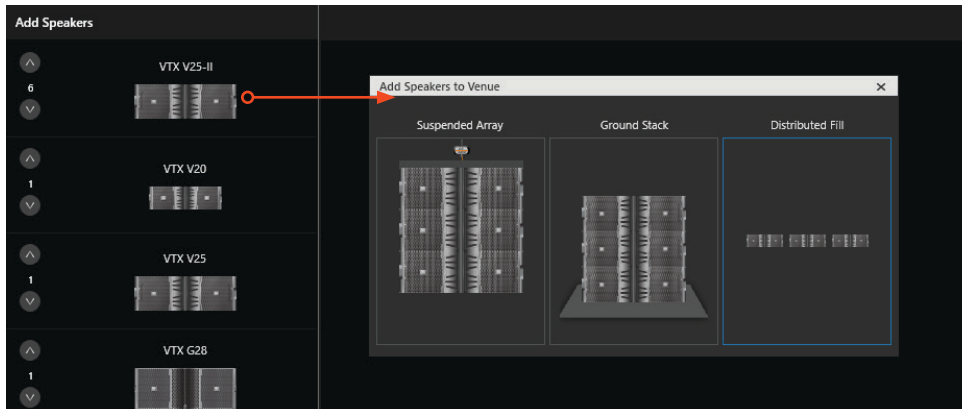 Add Speakers
VTX V25-II
6
VTX V20
1
VTX V25
1
VTX G28
1
Add Speakers to Venue
Suspended Array
Ground Stack
Distributed Fill